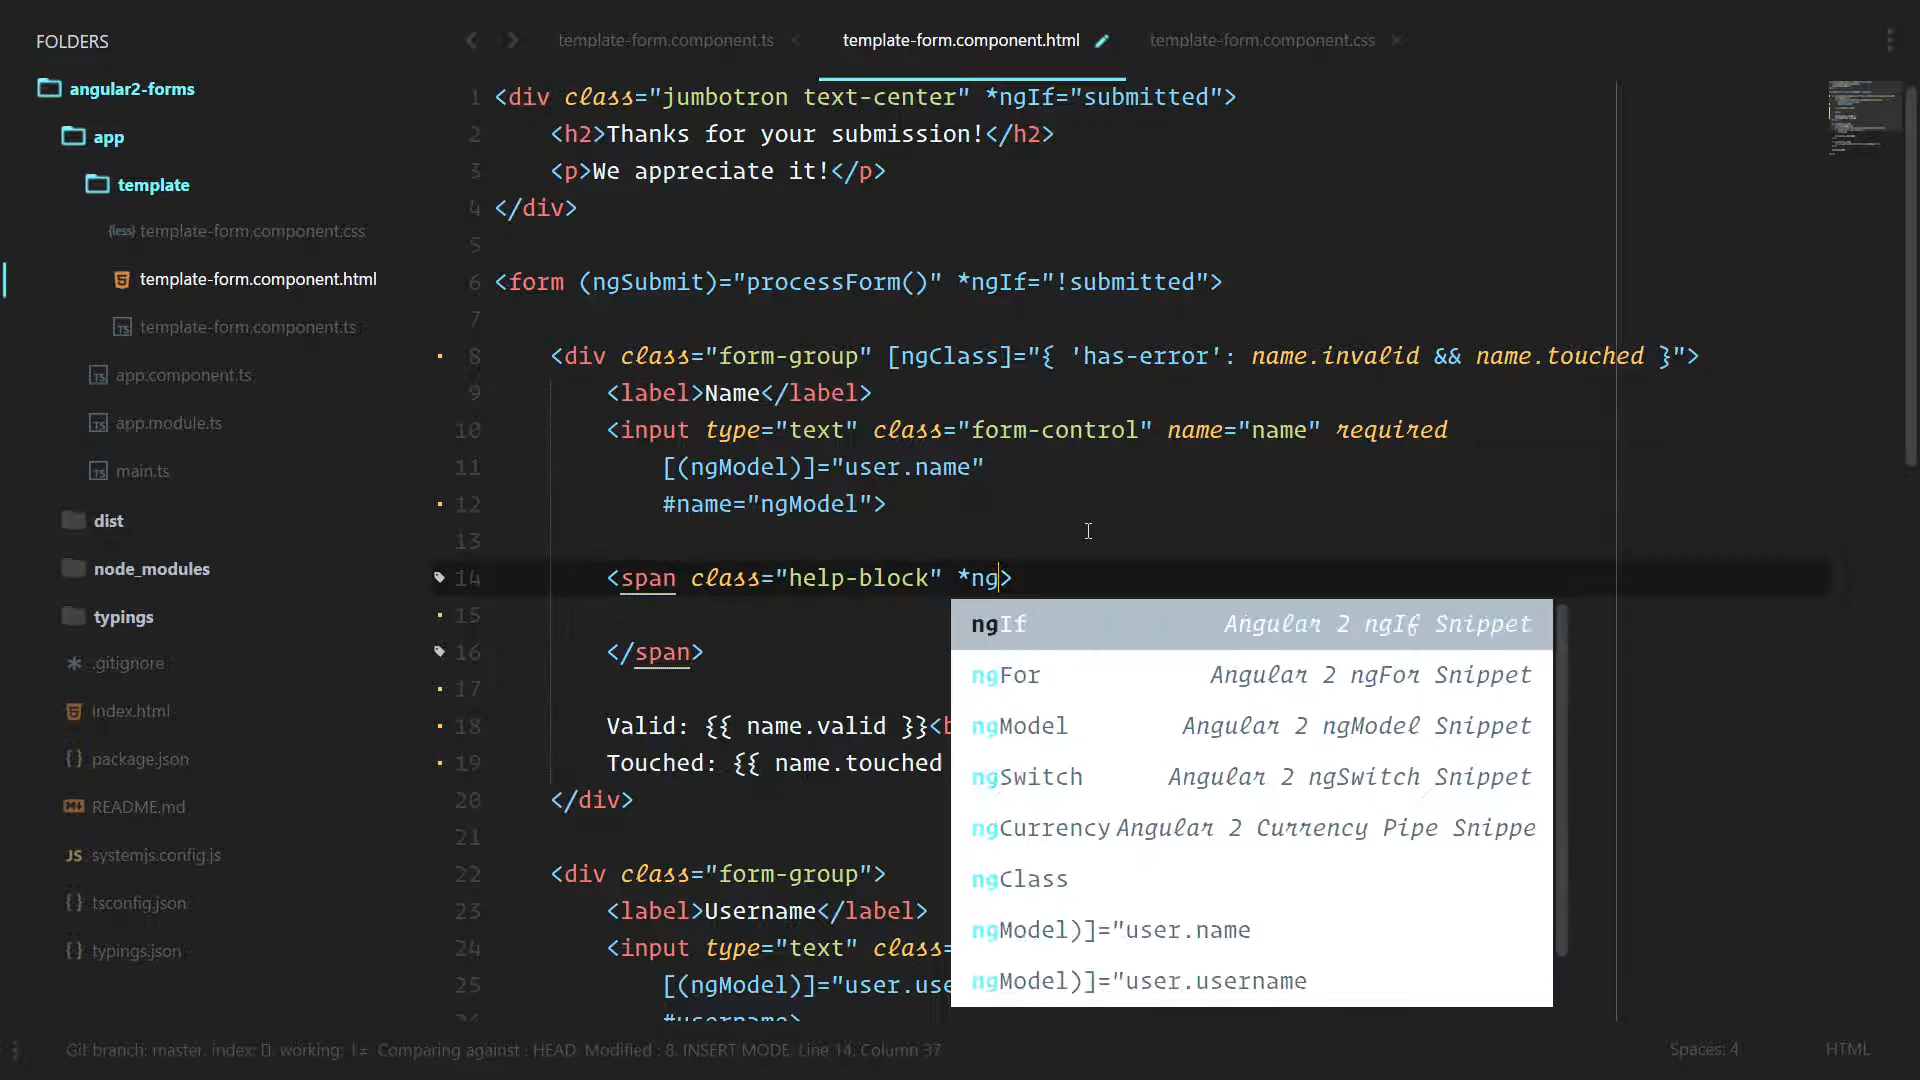 FOLDERS
angular2-forms
app
template
{less} template-form.component.css
template-form.component.html
TS template-form.component.ts
TS app.component.ts
TS app.module.ts
TS main.ts
dist
node_modules
typings
.gitignore
index.html
{} package.json
README.md
JS systemjs.config.js
{} tsconfig.json
{} typings.json
template-form.component.ts
template-form.component.html
template-form.component.css
1 <div class="jumbotron text-center" *ngIf="submitted">
2 <h2>Thanks for your submission!</h2>
3 <p>We appreciate it!</p>
4 </div>
5
6 <form (ngSubmit)="processForm()" *ngIf="!submitted">
7
8 <div class="form-group" [ngClass]="{ 'has-error': name.invalid && name.touched }">
9 <label>Name</label>
10 <input type="text" class="form-control" name="name" required
11 [(ngModel)]="user.name"
12 #name="ngModel">
13
14 <span class="help-block" *ng>
15
16 </span>
17
18 Valid: {{ name.valid }}<b
19 Touched: {{ name.touched
20 </div>
21
22 <div class="form-group">
23 <label>Username</label>
24 <input type="text" class=
25 [(ngModel)]="user.use
#username>
ngIf Angular 2 ngIf Snippet
ngFor Angular 2 ngFor Snippet
ngModel Angular 2 ngModel Snippet
ngSwitch Angular 2 ngSwitch Snippet
ngCurrency Angular 2 Currency Pipe Snippe
ngClass
ngModel)]="user.name
ngModel)]="user.username
Git branch: master, index: working: Comparing against : HEAD, Modified : 8, INSERT MODE, Line 14, Column 37
Spaces: 4
HTML